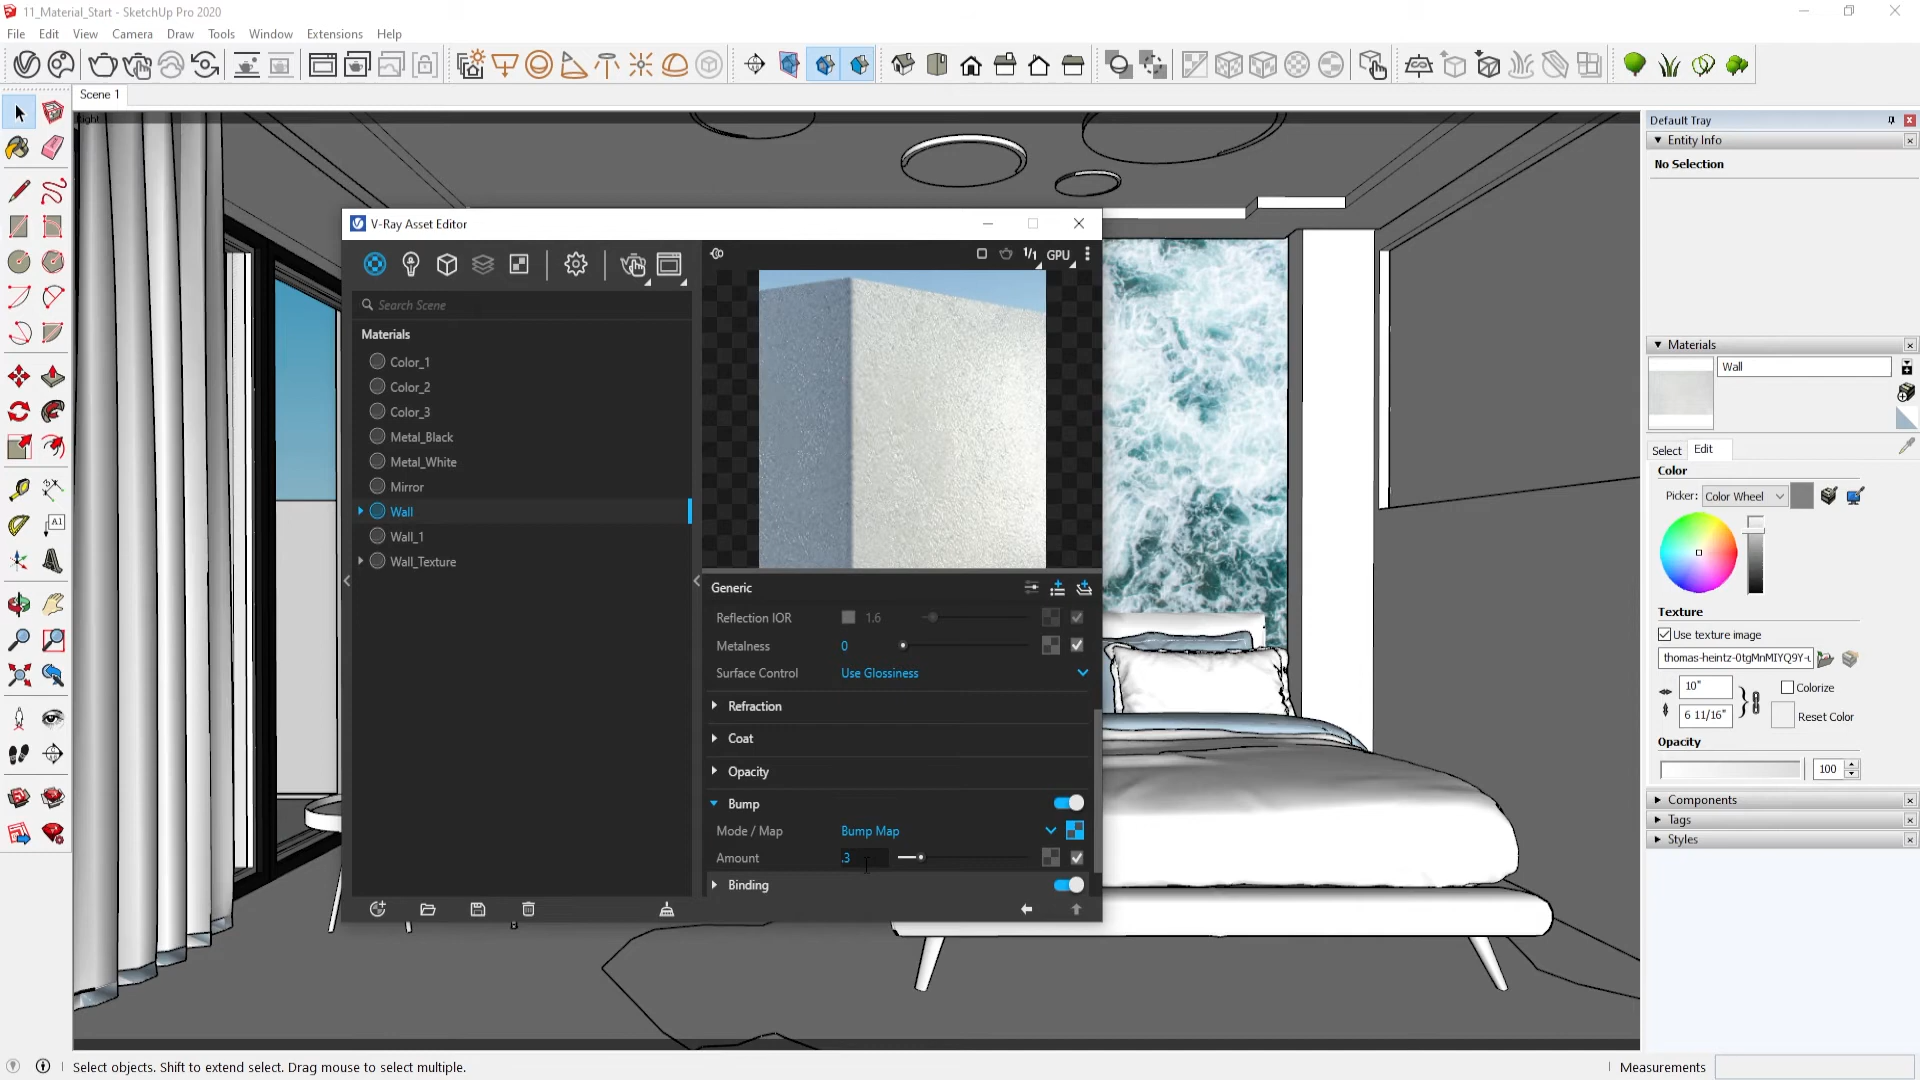 11_Material_Start - SketchUp Pro 2020
File Edit View Camera Draw Tools Window Extensions Help
Scene 1
V-Ray Asset Editor
1/1 GPU
Search Scene
Materials
Color_1
Color_2
Color_3
Metal_Black
Metal_White
Mirror
Wall
Wall_1
Wall_Texture
Generic
Reflection IOR 1.6
Metalness 0
Surface Control Use Glossiness
Refraction
Coat
Opacity
Bump
Mode / Map Bump Map
Amount .3
Binding
Default Tray
Entity Info
No Selection
Materials
Wall
Select Edit
Color
Picker: Color Wheel
Texture
Use texture image
thomas-heintz-0tgMnMIYQ9Y-
10"
Colorize
6 11/16"
Reset Color
Opacity
100
Components
Tags
Styles
Select objects. Shift to extend select. Drag mouse to select multiple.
Measurements